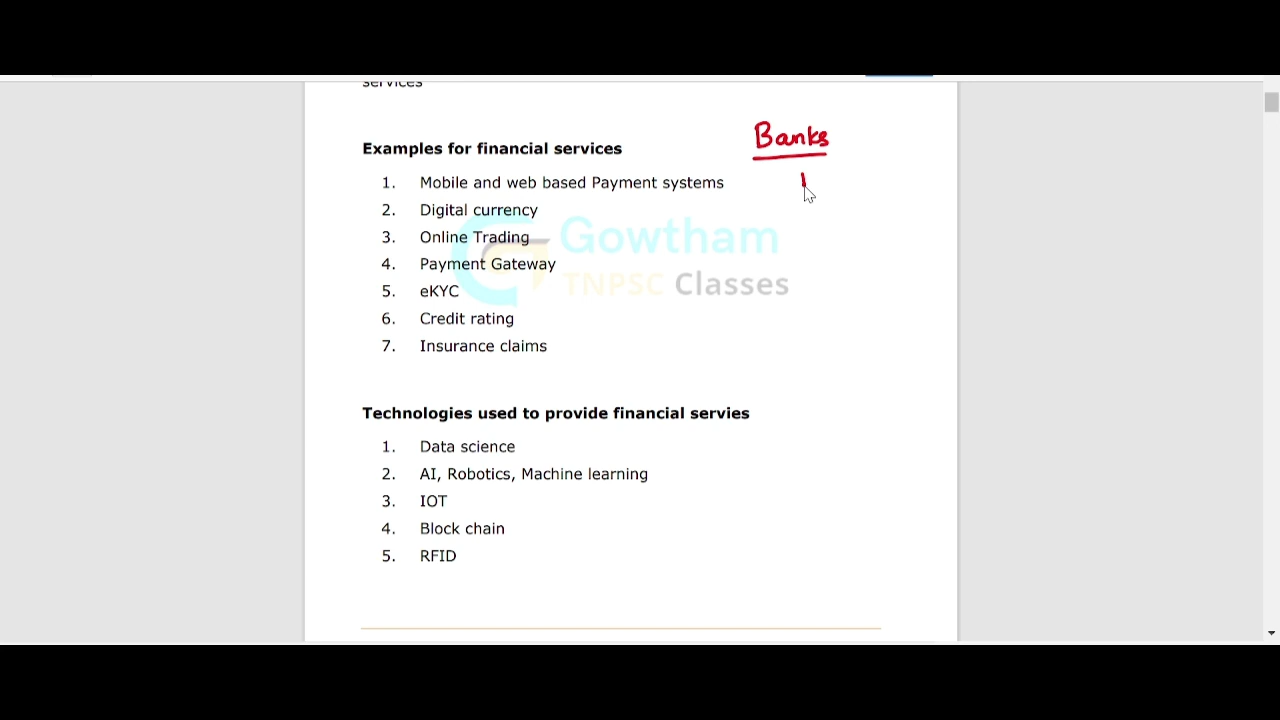 services
Banks
Examples for financial services
1. Mobile and web based Payment systems
2. Digital currency
3. Online Trading
4. Payment Gateway
5. eKYC
6. Credit rating
7. Insurance claims
Gowtham
TNPSC Classes
Technologies used to provide financial servies
1. Data science
2. AI, Robotics, Machine learning
3. IOT
4. Block chain
5. RFID